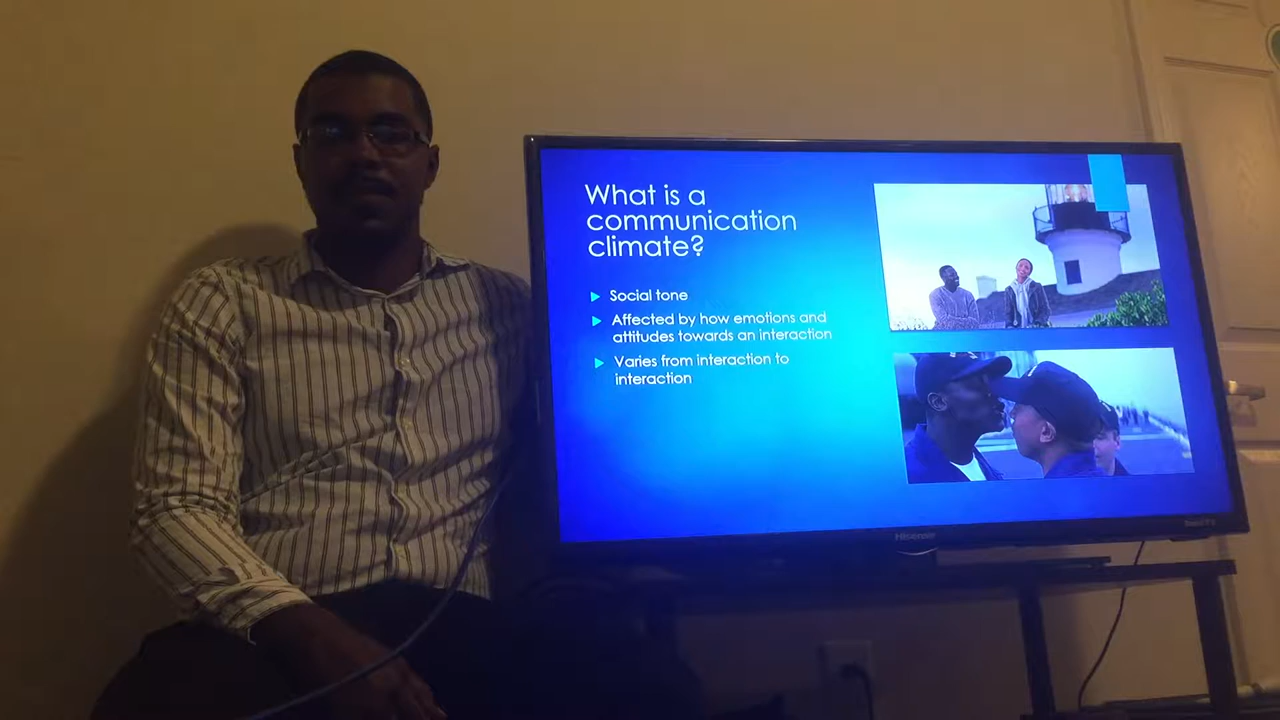 What is a
communication
climate?
Social tone
Affected by how emotions and
attitudes towards an interaction
Varies from interaction to
interaction
Hisense